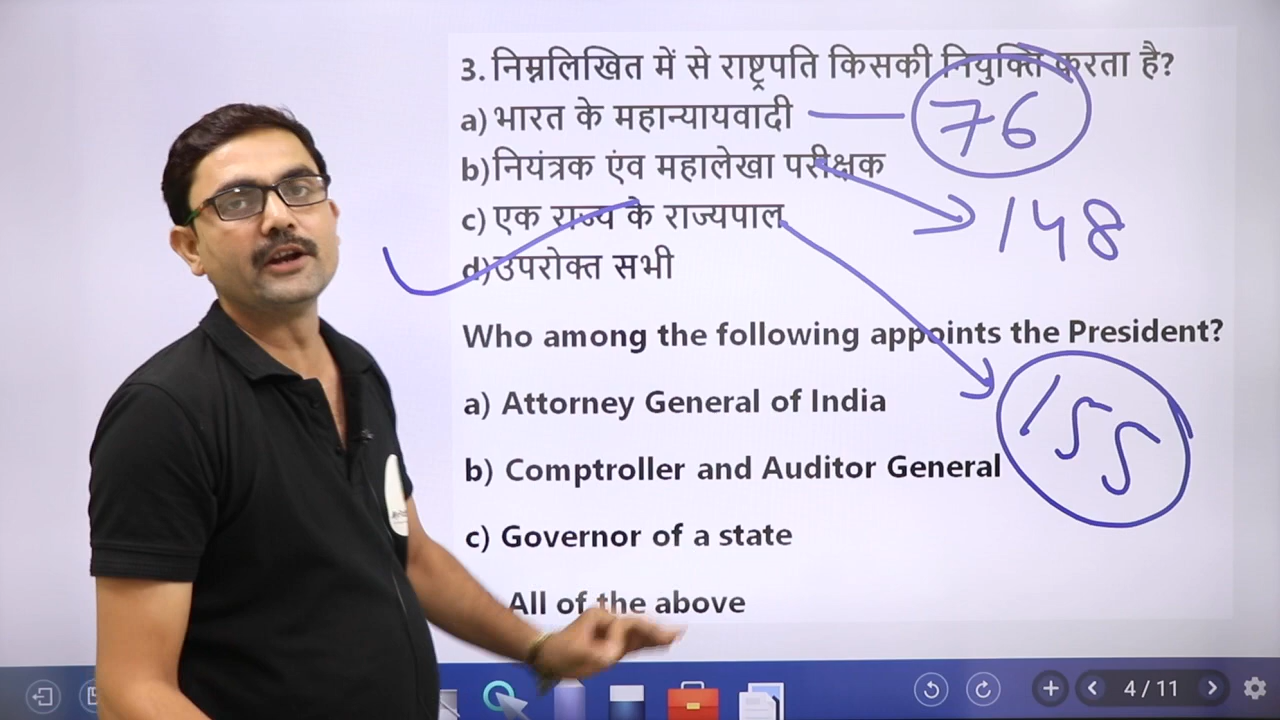 3. निम्नलिखित में से राष्ट्रपति किसकी नियुक्ति करता है?
a) भारत के महान्यायवादी 76
b)नियंत्रक एंव महालेखा परीक्षक 148
c) एक राज्य के राज्यपाल
d)उपरोक्त सभी
Who among the following appoints the President?
a) Attorney General of India
155
b) Comptroller and Auditor General
c) Governor of a state
All of the above
4 / 11